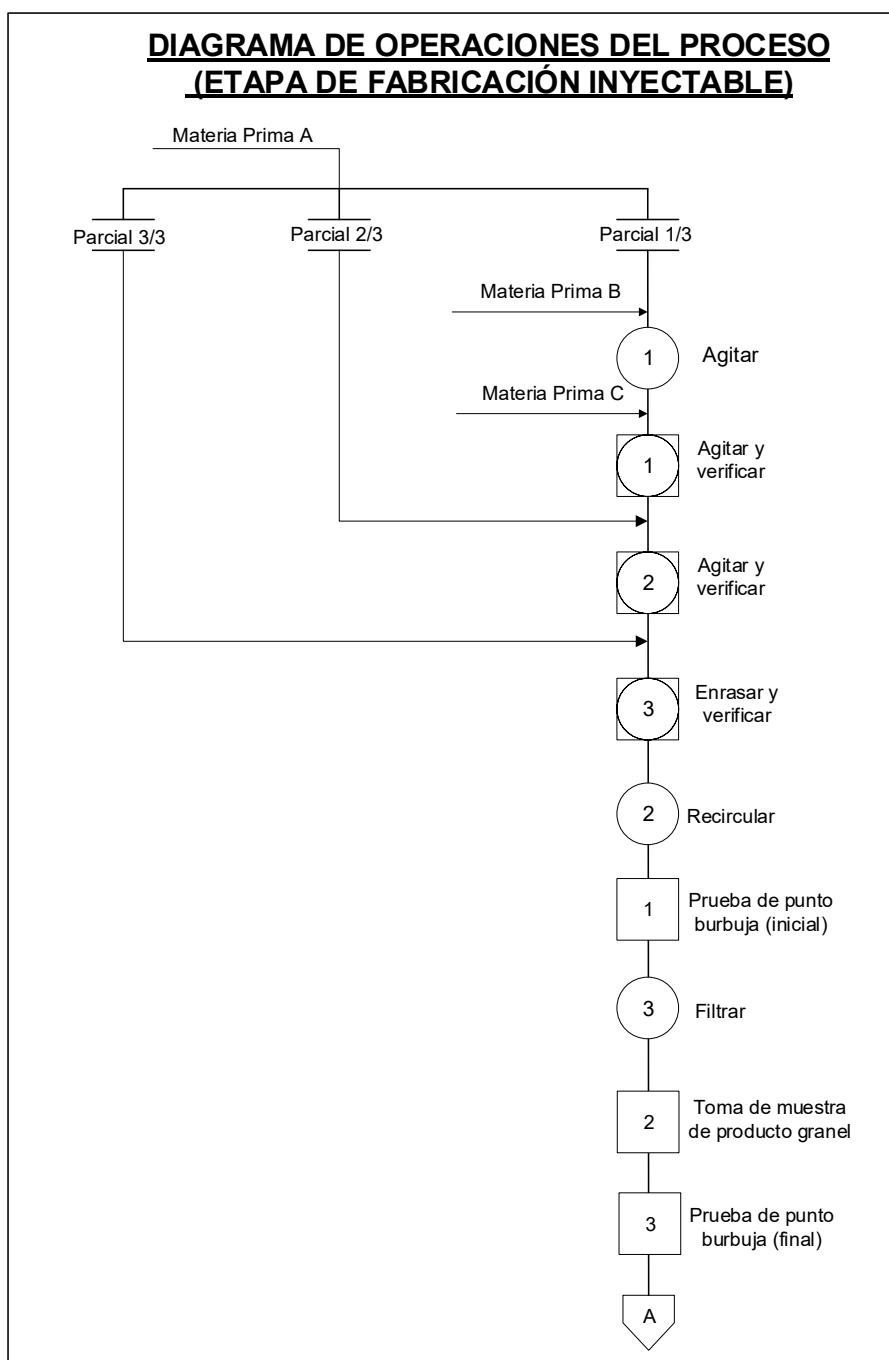 DIAGRAMA DE OPERACIONES DEL PROCESO
(ETAPA DE FABRICACIÓN INYECTABLE)
Materia Prima A
Parcial 3/3
Parcial 2/3
Parcial 1/3
Materia Prima B
1
Agitar
Materia Prima C
1
Agitar y
verificar
2
Agitar y
verificar
3
Enrasar y
verificar
2
Recircular
1
Prueba de punto
burbuja (inicial)
3
Filtrar
2
Toma de muestra
de producto granel
3
Prueba de punto
burbuja (final)
A